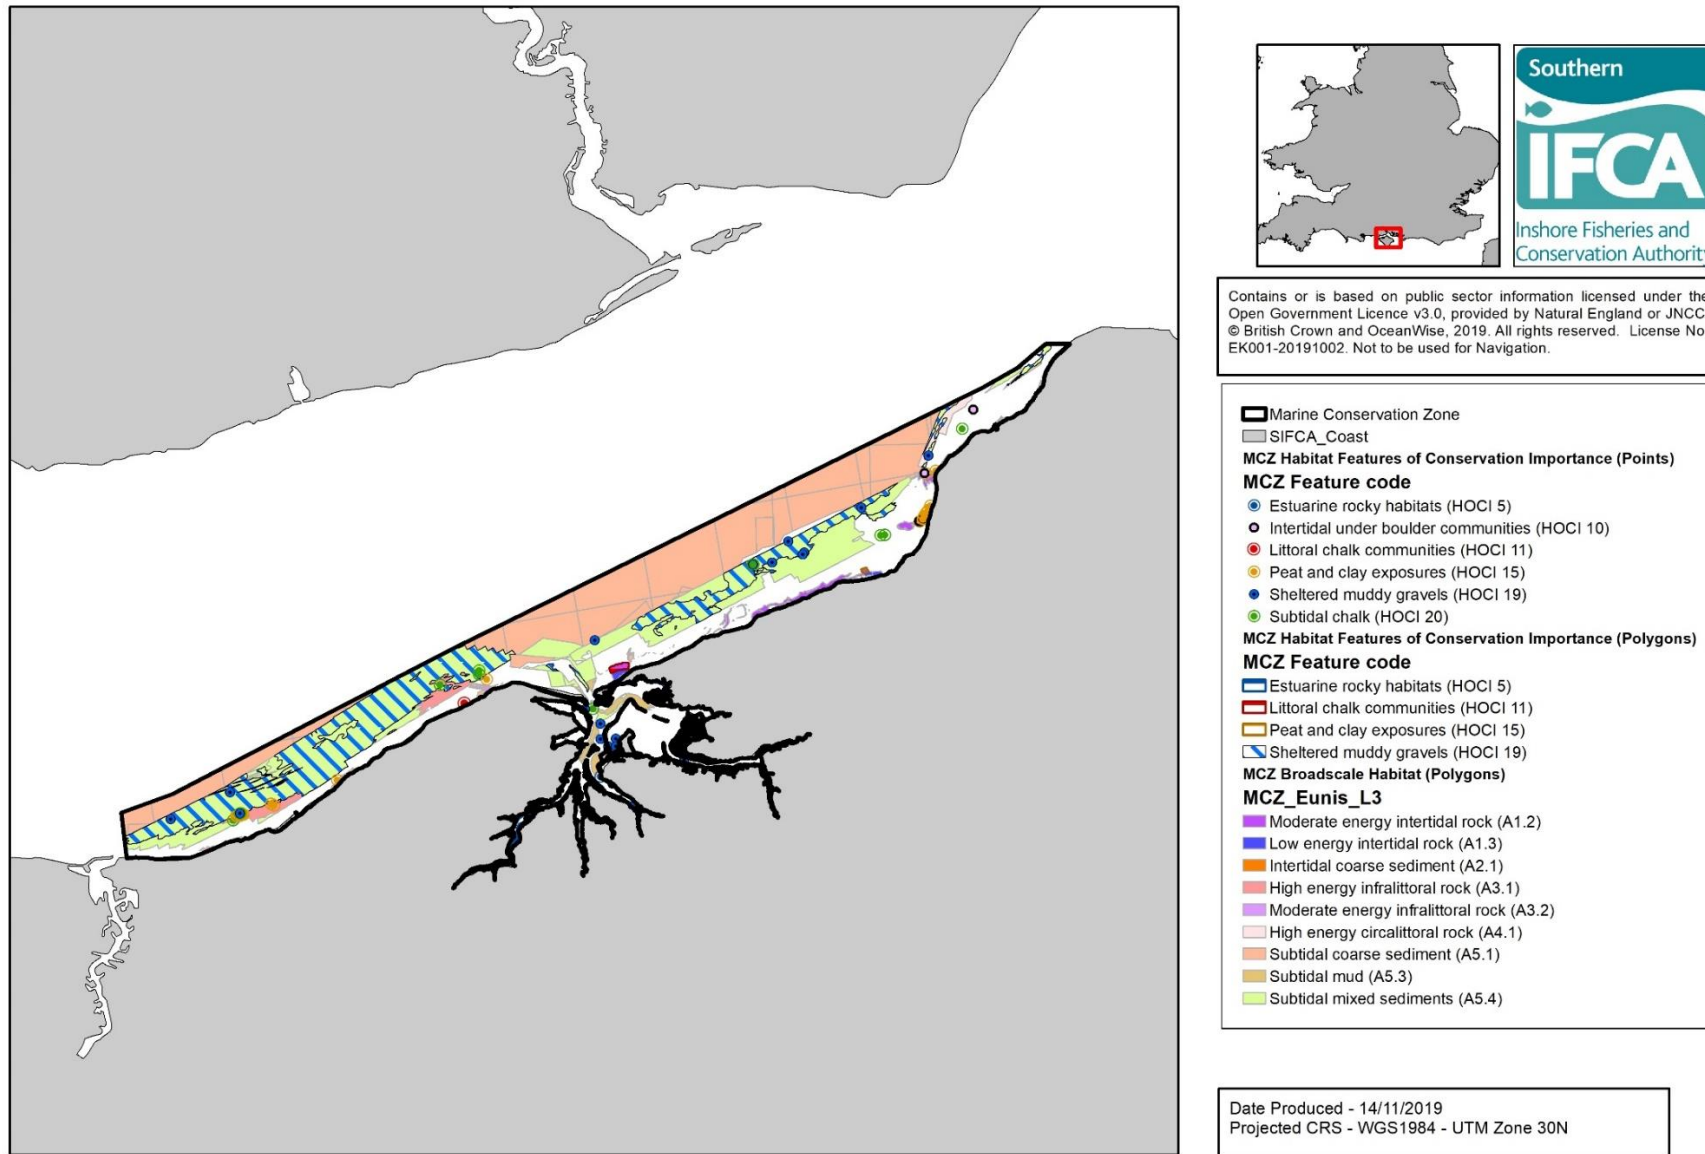 Southern
IFCA
Inshore Fisheries and
Conservation Authority
Contains or is based on public sector information licensed under the
Open Government Licence v3.0, provided by Natural England or JNCC
© British Crown and OceanWise, 2019. All rights reserved. License No
EK001-20191002. Not to be used for Navigation.
Marine Conservation Zone
SIFCA_Coast
MCZ Habitat Features of Conservation Importance (Points)
MCZ Feature code
Estuarine rocky habitats (HOCI 5)
Intertidal under boulder communities (HOCI 10)
Littoral chalk communities (HOCI 11)
Peat and clay exposures (HOCI 15)
Sheltered muddy gravels (HOCI 19)
Subtidal chalk (HOCI 20)
MCZ Habitat Features of Conservation Importance (Polygons)
MCZ Feature code
Estuarine rocky habitats (HOCI 5)
Littoral chalk communities (HOCI 11)
Peat and clay exposures (HOCI 15)
Sheltered muddy gravels (HOCI 19)
MCZ Broadscale Habitat (Polygons)
MCZ_Eunis_L3
Moderate energy intertidal rock (A1.2)
Low energy intertidal rock (A1.3)
Intertidal coarse sediment (A2.1)
High energy infralittoral rock (A3.1)
Moderate energy infralittoral rock (A3.2)
High energy circalittoral rock (A4.1)
Subtidal coarse sediment (A5.1)
Subtidal mud (A5.3)
Subtidal mixed sediments (A5.4)
Date Produced - 14/11/2019
Projected CRS - WGS1984 - UTM Zone 30N